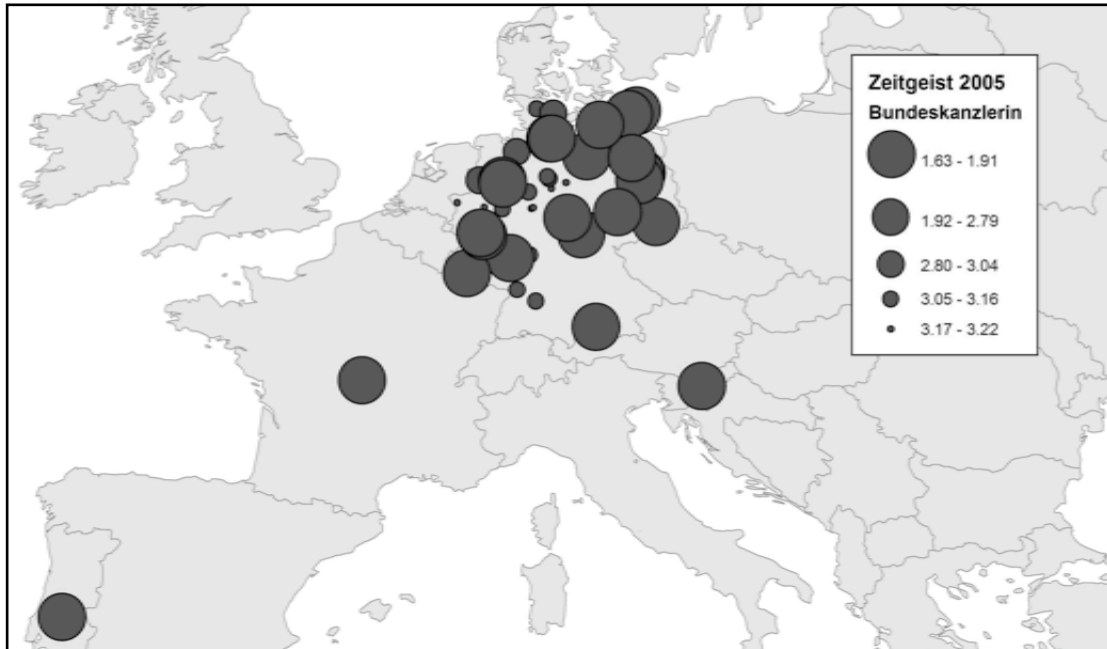 Zeitgeist 2005
Bundeskanzlerin
1.63 - 1.91
1.92 - 2.79
2.80 - 3.04
3.05 - 3.16
3.17 - 3.22